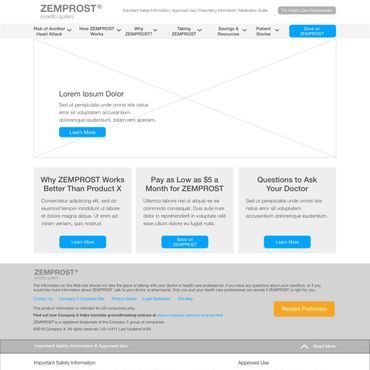 ZEMPROST®
Important Safety Information | Approved Use | Prescribing Information | Medication Guide
For Health Care Professionals
Risk of Another Heart Attack
How ZEMPROST Works
Why ZEMPROST?
Taking ZEMPROST
Savings & Resources
Patient Stories
Save on ZEMPROST
Lorem Ipsum Dolor
Sed ut perspiciatis unde omnis iste natus
error sit voluptatem accusantium
doloremque laudantium, totam rem aperiam.
Learn More
Why ZEMPROST Works
Better Than Product X
Consectetur adipiscing elit, sed do
eiusmod tempor incididunt ut labore
et dolore magna aliqua. Ut enim ad
minim veniam, quis nostrud.
Learn More
Pay as Low as $5 a
Month for ZEMPROST
Ullamco laboris nisi ut aliquip ex ea
commodo consequat. Duis aute irure
dolor in reprehenderit in voluptate velit
esse cillum dolore eu fugiat nulla.
Save on
ZEMPROST
Questions to Ask
Your Doctor
Sed ut perspiciatis unde omnis iste
natus error sit voluptatem accusantium
doloremque laudantium.
Learn More
ZEMPROST®
The information on this Web site should not take the place of talking with your doctor or health care professional. If you have any questions about your condition, or if you
would like more information about ZEMPROST, talk to your doctor or pharmacist. Only you and your health care professional can decide if ZEMPROST is right for you.
Contact Us
Company X Corporate Site
Privacy Notice
Legal Statement
Site Map
This product information is intended for US consumers only.
Find out how Company X helps translate groundbreaking science at www.companyx.com/our-science.html
ZEMPROST is a registered trademark of the Company X group of companies.
©2018 Company X. All rights reserved. US-14411 Last Updated X/XX
Restart Prototype
Important Safety Information & Approved Use
Read More
Important Safety Information
Approved Use